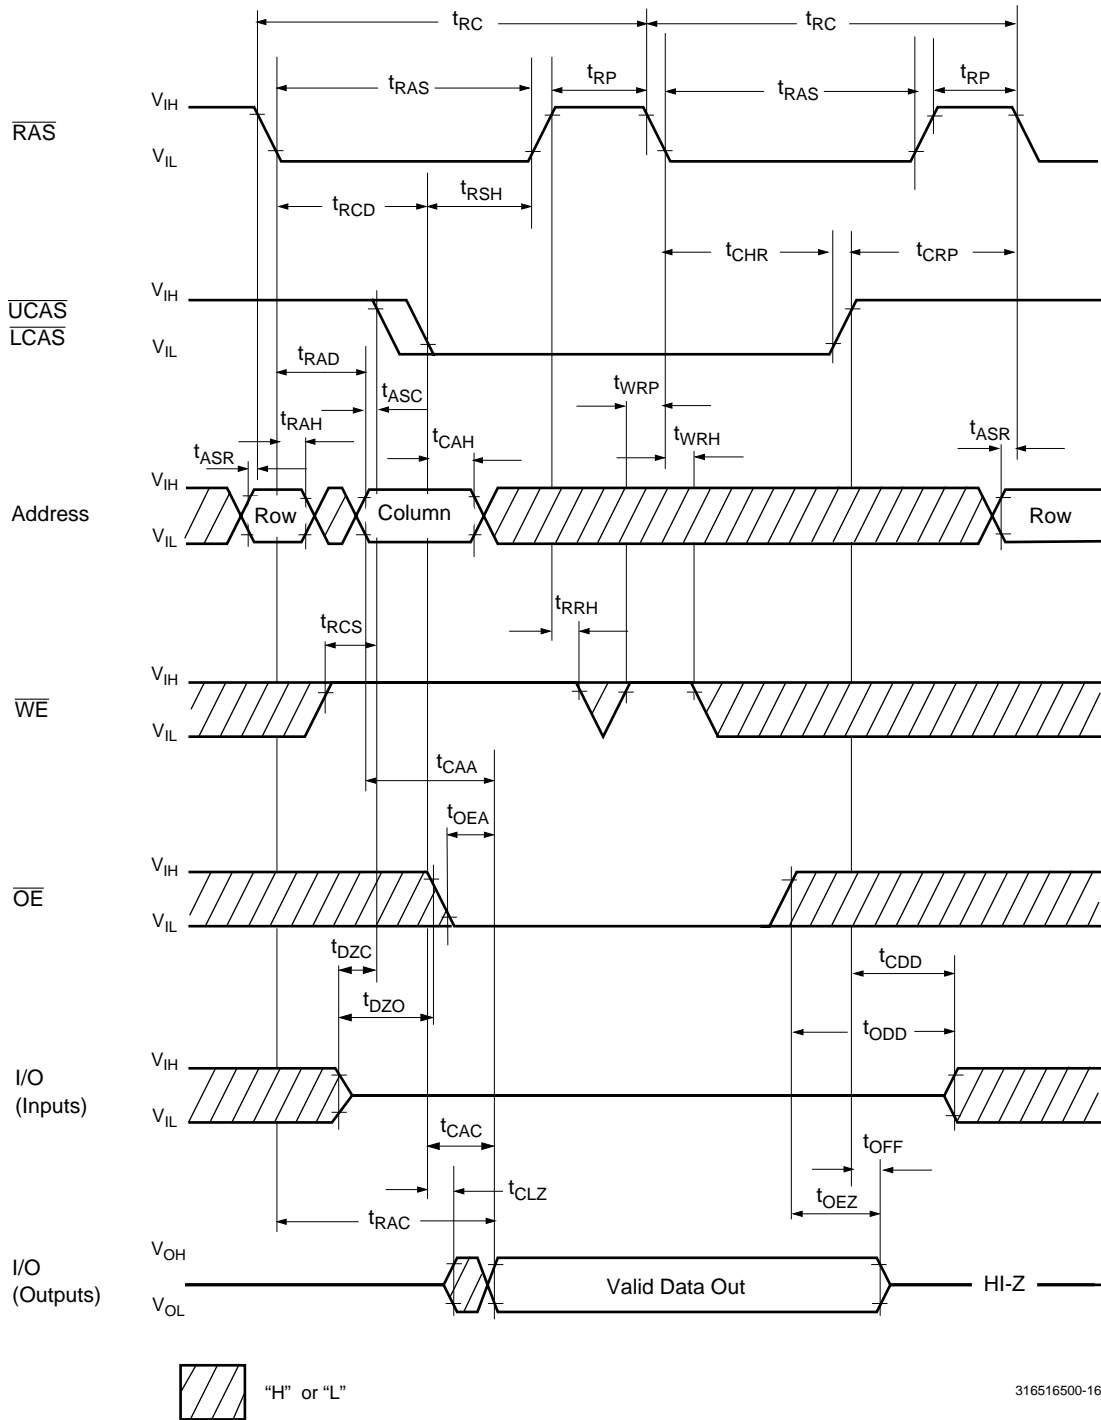 tRC tRC
tRAS tRP tRAS tRP
VIH
RAS
VIL
tRCD tRSH
tCHR tCRP
VIH
UCAS
LCAS
VIL
tRAD
tASC tWRP
tRAH tCAH tWRH
tASR tASR
VIH
Address Row Column Row
VIL
tRRH
tRCS
VIH
WE
VIL
tCAA
tOEA
VIH
OE
VIL
tDZC tCDD
tDZO tODD
VIH
I/O
(Inputs)
VIL
tCAC tOFF
tCLZ tOEZ
tRAC
VOH
I/O
(Outputs) Valid Data Out HI-Z
VOL
“H” or “L”
316516500-16